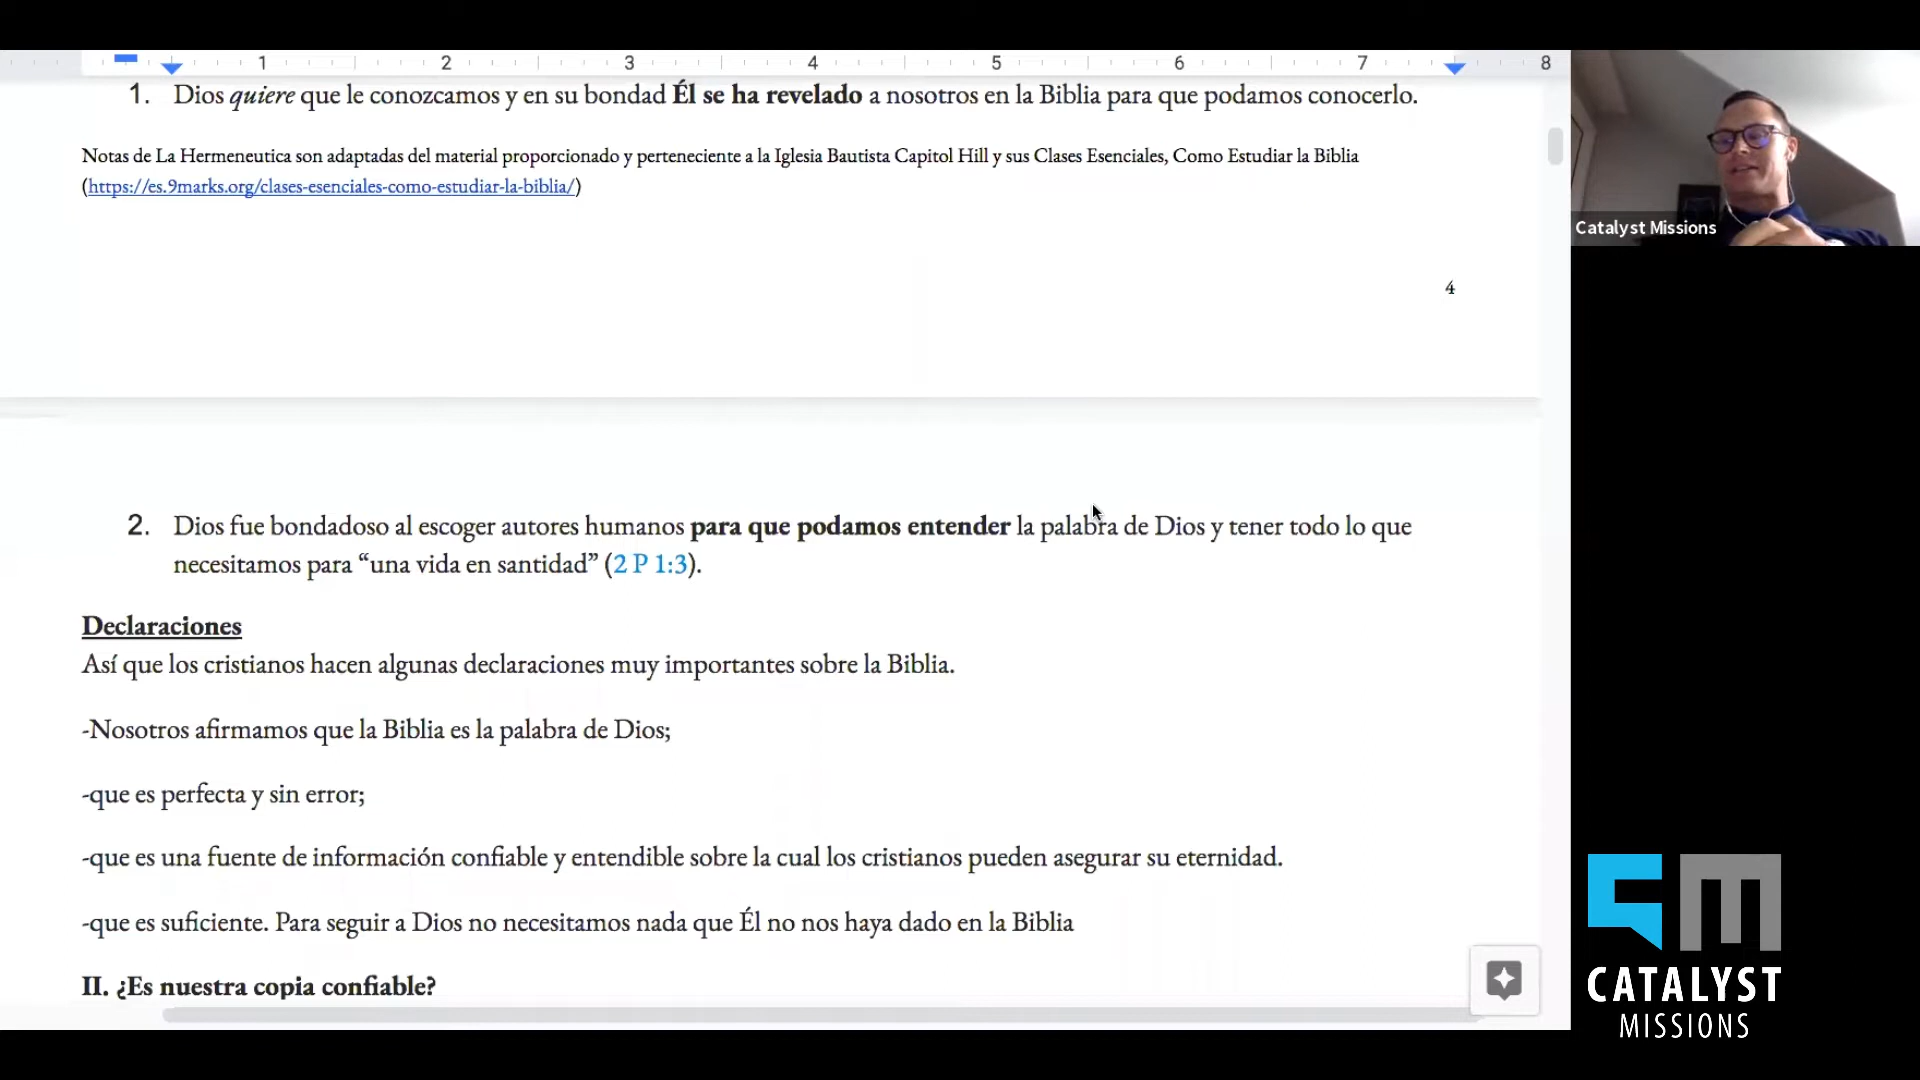 1 2 3 4 5 6 7 8
1. Dios quiere que le conozcamos y en su bondad Él se ha revelado a nosotros en la Biblia para que podamos conocerlo.
Notas de La Hermeneutica son adaptadas del material proporcionado y perteneciente a la Iglesia Bautista Capitol Hill y sus Clases Esenciales, Como Estudiar la Biblia
(https://es.9marks.org/clases-esenciales-como-estudiar-la-biblia/)
4
2. Dios fue bondadoso al escoger autores humanos para que podamos entender la palabra de Dios y tener todo lo que
necesitamos para “una vida en santidad” (2 P 1:3).
Declaraciones
Así que los cristianos hacen algunas declaraciones muy importantes sobre la Biblia.
-Nosotros afirmamos que la Biblia es la palabra de Dios;
-que es perfecta y sin error;
-que es una fuente de información confiable y entendible sobre la cual los cristianos pueden asegurar su eternidad.
-que es suficiente. Para seguir a Dios no necesitamos nada que Él no nos haya dado en la Biblia
II. ¿Es nuestra copia confiable?
Catalyst Missions
CATALYST
MISSIONS